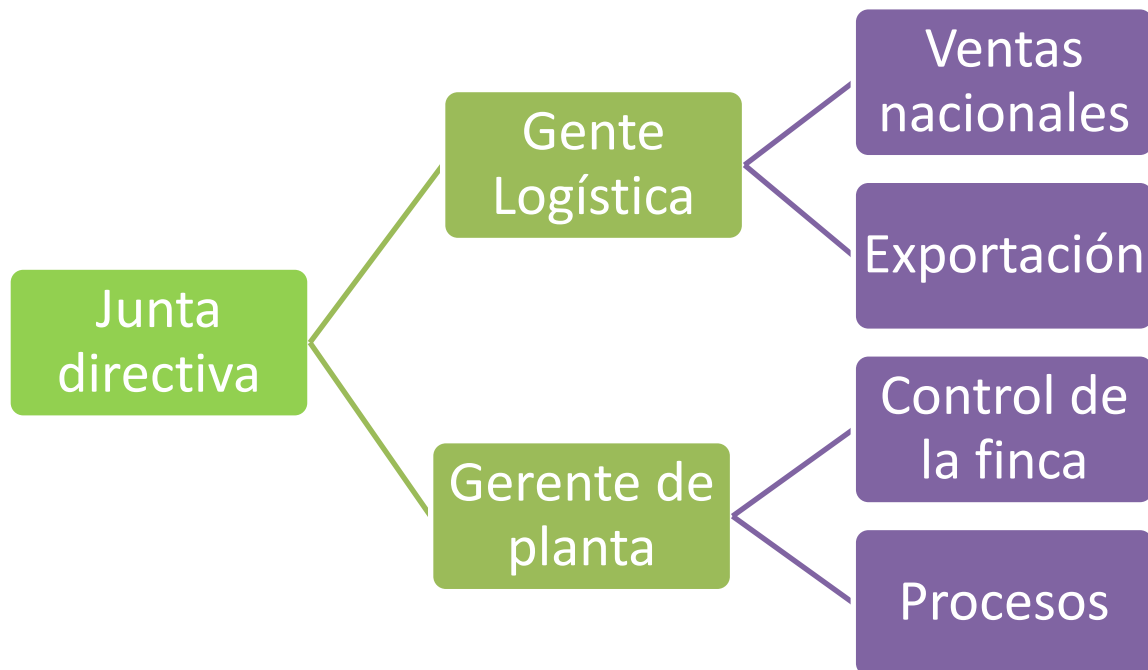 Junta
directiva
Gente
Logística
Ventas
nacionales
Exportación
Gerente de
planta
Control de
la finca
Procesos